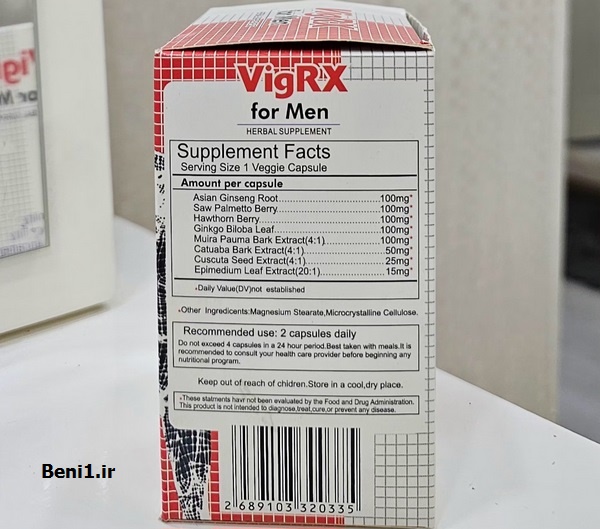 VigRX
for Men
HERBAL SUPPLEMENT
Supplement Facts
Serving Size 1 Veggie Capsule
Amount per capsule
Asian Ginseng Root 100mg*
Saw Palmetto Berry 100mg*
Hawthorn Berry 100mg*
Ginkgo Biloba Leaf 100mg*
Muira Pauma Bark Extract(4:1) 100mg*
Catuaba Bark Extract(4:1) 50mg*
Cuscuta Seed Extract(4:1) 25mg*
Epimedium Leaf Extract(20:1) 15mg*
*Daily Value(DV)not established
*Other Ingredicents:Magnesium Stearate,Microcrystalline Cellulose.
Recommended use: 2 capsules daily
Do not exceed 4 capsules in a 24 hour period.Best taken with meals.It is
recommended to consult your health care provider before beginning any
nutritional program.
Keep out of reach of chidren.Store in a cool,dry place.
*These statments havr not been evaluated by the Food and Drug Administration.
This product is not intended to diagnose,treat,cure,or prevent any disease.
2 689103 320335
Beni1.ir